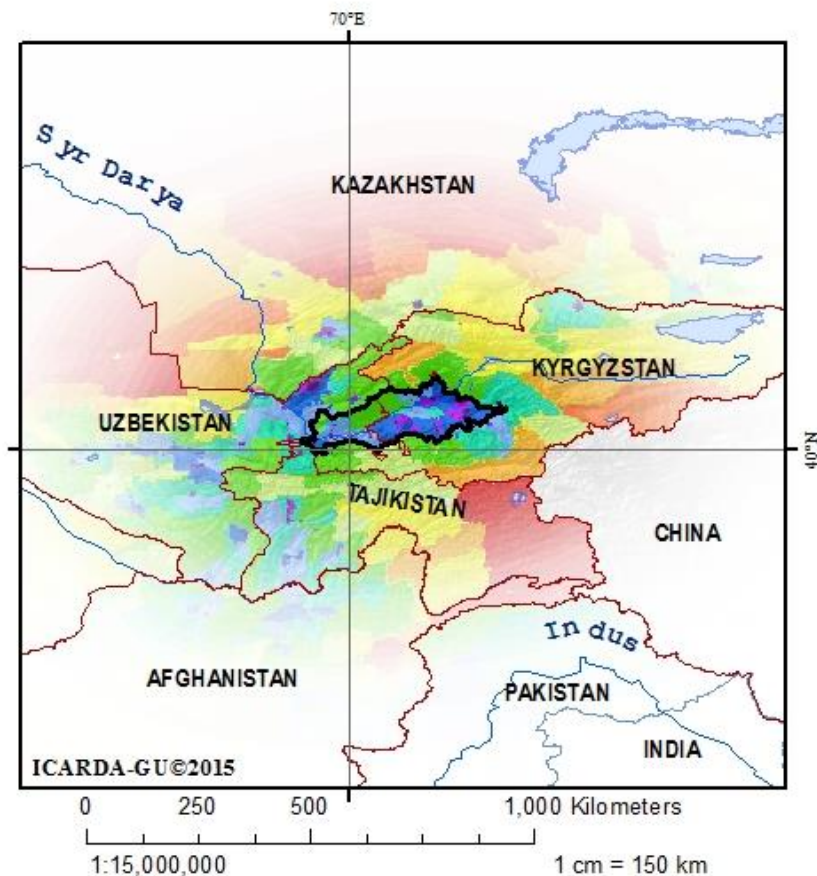 70°E
Syr Darya
KAZAKHSTAN
KYRGYZSTAN
UZBEKISTAN
40°N
TAJIKISTAN
CHINA
Indus
AFGHANISTAN
PAKISTAN
INDIA
ICARDA-GU©2015
0 250 500 1,000 Kilometers
1:15,000,000 1 cm = 150 km